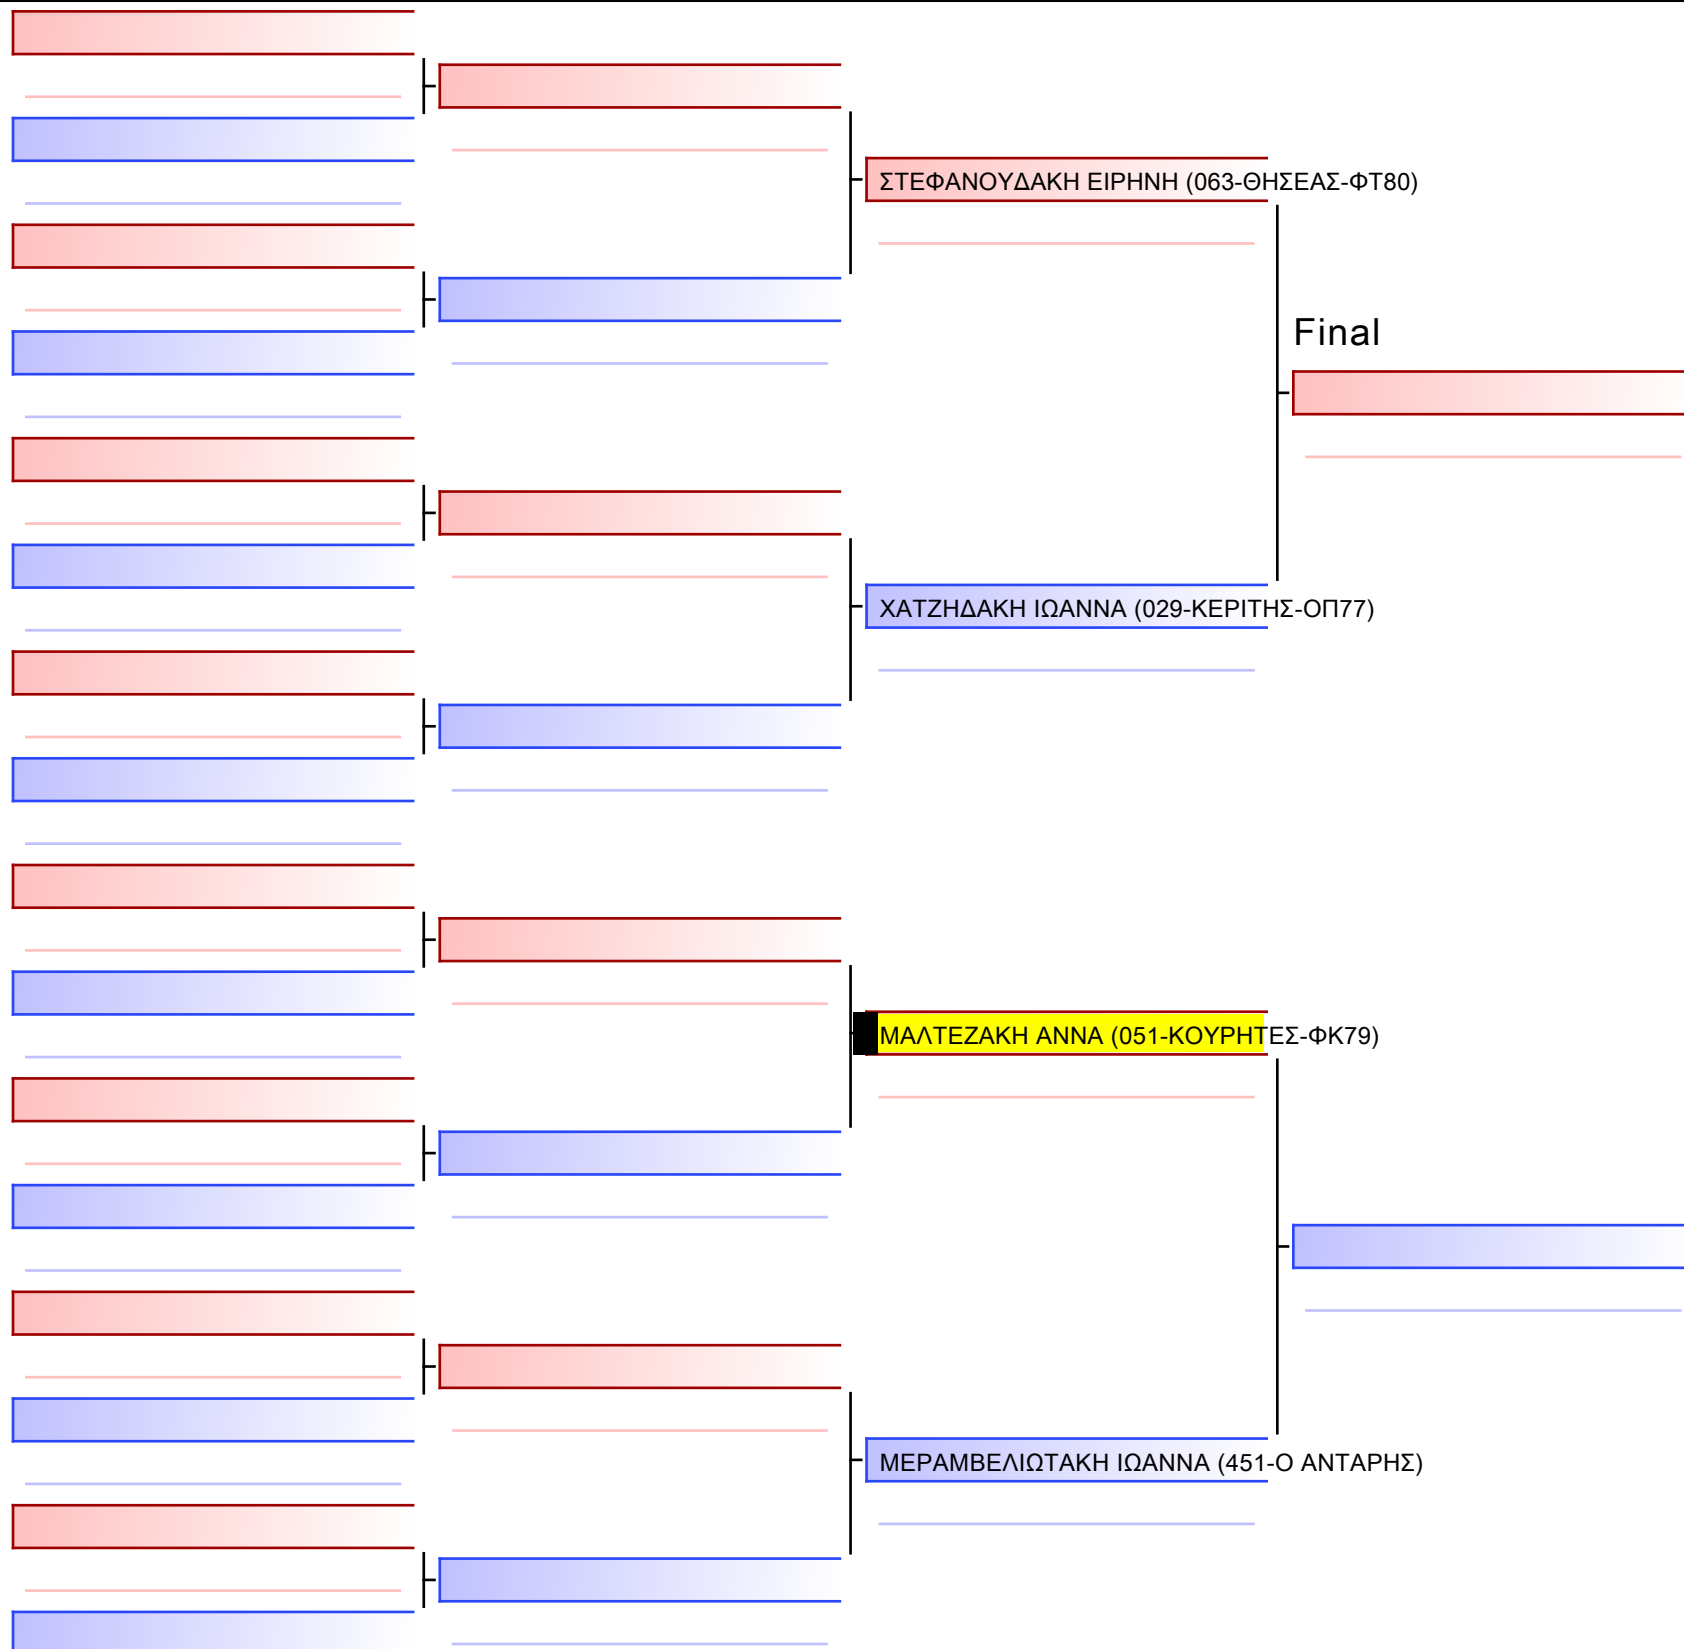 ΣΤΕΦΑΝΟΥΔΑΚΗ ΕΙΡΗΝΗ (063-ΘΗΣΕΑΣ-ΦΤ80)
Final
ΧΑΤΖΗΔΑΚΗ ΙΩΑΝΝΑ (029-ΚΕΡΙΤΗΣ-ΟΠ77)
ΜΑΛΤΕΖΑΚΗ ΑΝΝΑ (051-ΚΟΥΡΗΤΕΣ-ΦΚ79)
ΜΕΡΑΜΒΕΛΙΩΤΑΚΗ ΙΩΑΝΝΑ (451-Ο ΑΝΤΑΡΗΣ)